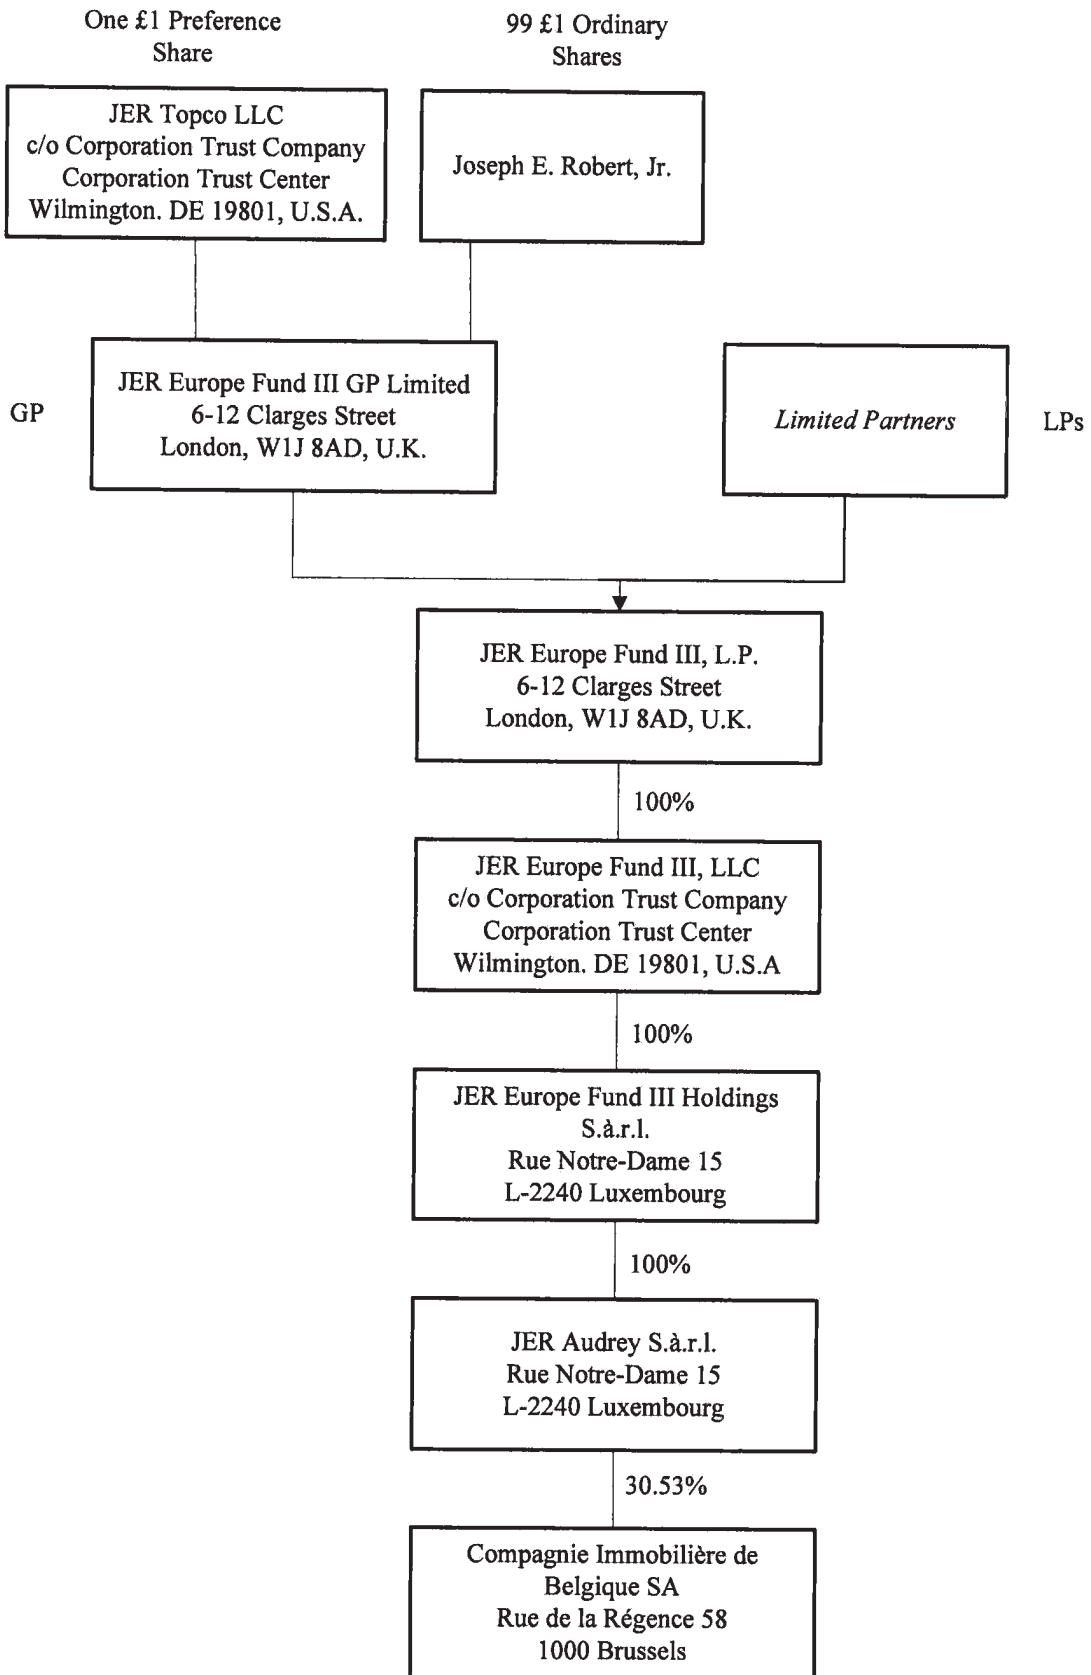 One £1 Preference
Share
99 £1 Ordinary
Shares
JER Topco LLC
c/o Corporation Trust Company
Corporation Trust Center
Wilmington. DE 19801, U.S.A.
Joseph E. Robert, Jr.
GP
JER Europe Fund III GP Limited
6-12 Clarges Street
London, W1J 8AD, U.K.
Limited Partners
LPs
JER Europe Fund III, L.P.
6-12 Clarges Street
London, W1J 8AD, U.K.
100%
JER Europe Fund III, LLC
c/o Corporation Trust Company
Corporation Trust Center
Wilmington. DE 19801, U.S.A
100%
JER Europe Fund III Holdings
S.à.r.l.
Rue Notre-Dame 15
L-2240 Luxembourg
100%
JER Audrey S.à.r.l.
Rue Notre-Dame 15
L-2240 Luxembourg
30.53%
Compagnie Immobilière de
Belgique SA
Rue de la Régence 58
1000 Brussels